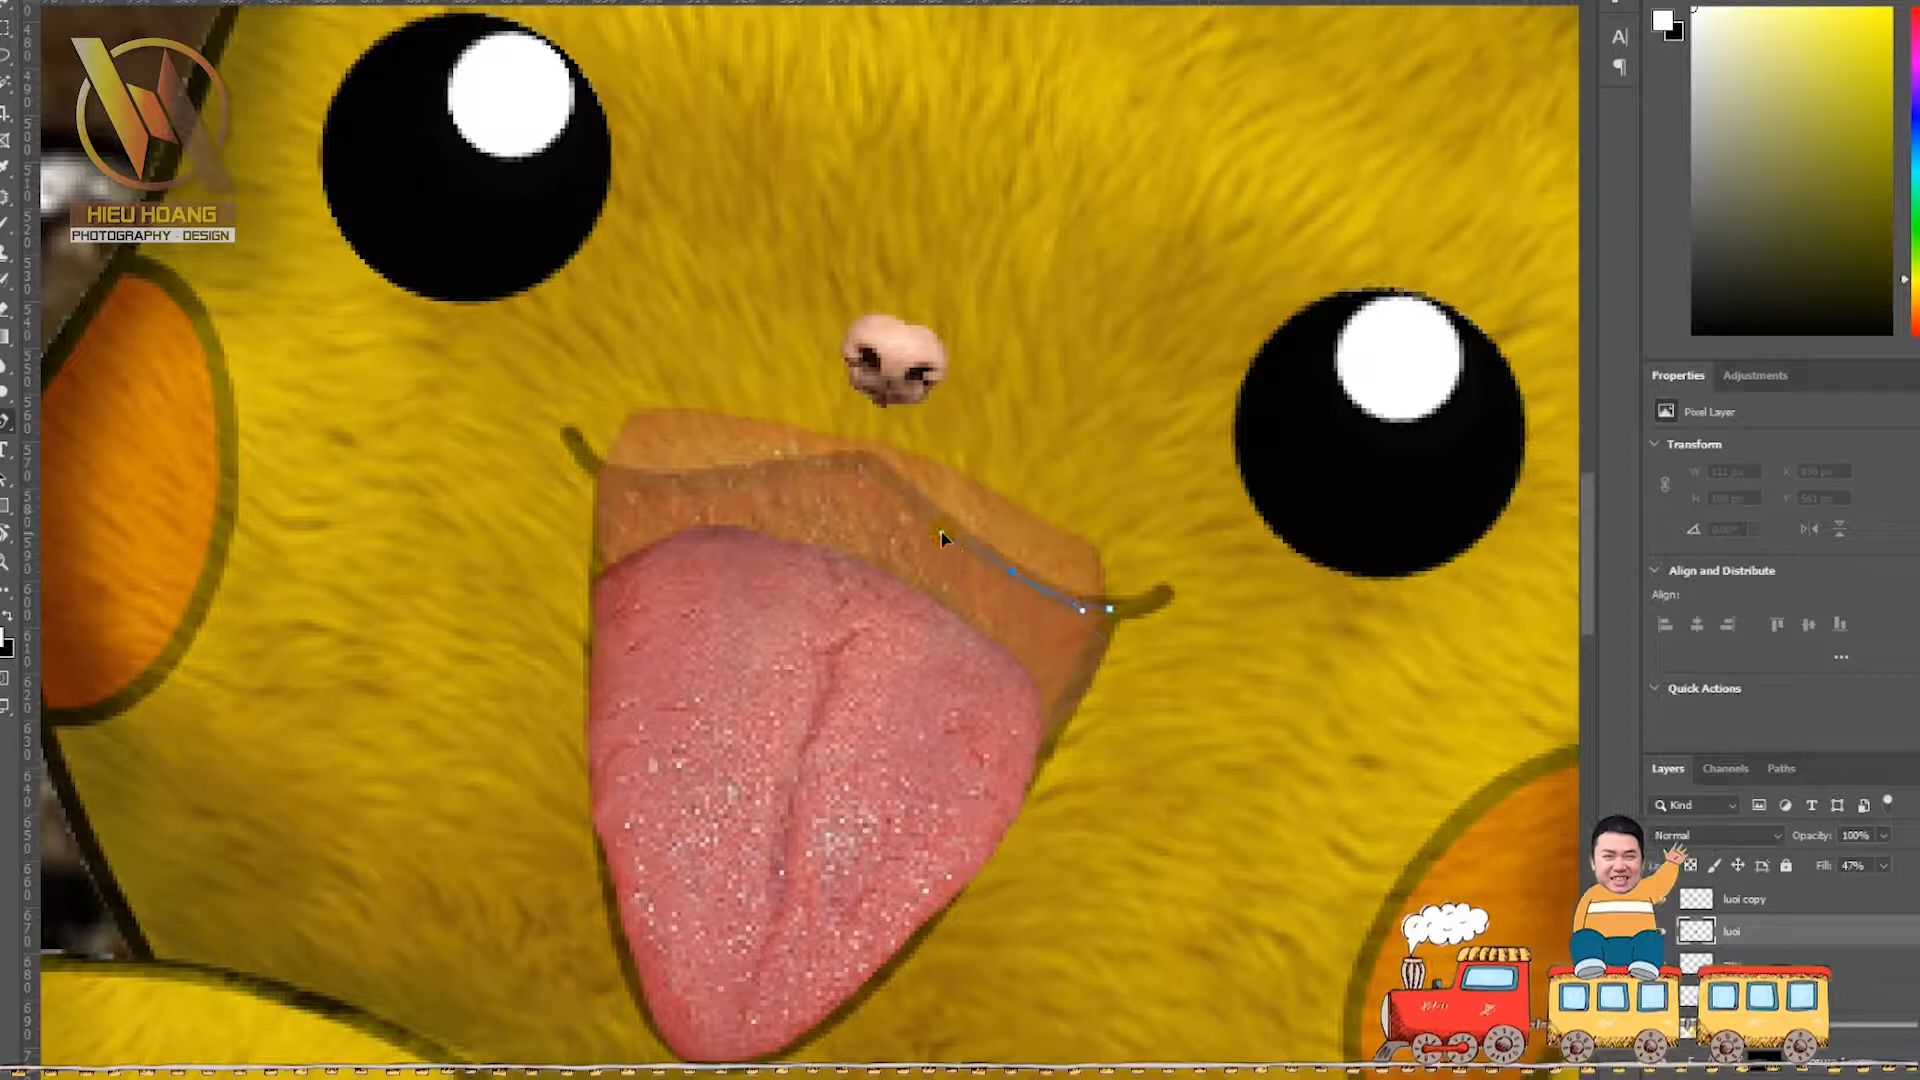 HIEU HOANG
PHOTOGRAPHY - DESIGN
A|
Properties
Adjustments
Pixel Layer
Transform
W:
X:
H:
Y:
Align and Distribute
Align:
Quick Actions
Layers
Channels
Paths
Kind
Normal
Opacity:
100%
Fill:
47%
luoi copy
luoi